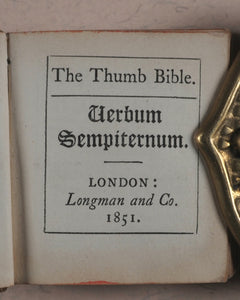 The Thumb Bible.
Verbum
Sempiternum.
LONDON:
Longman and Co.
1851.